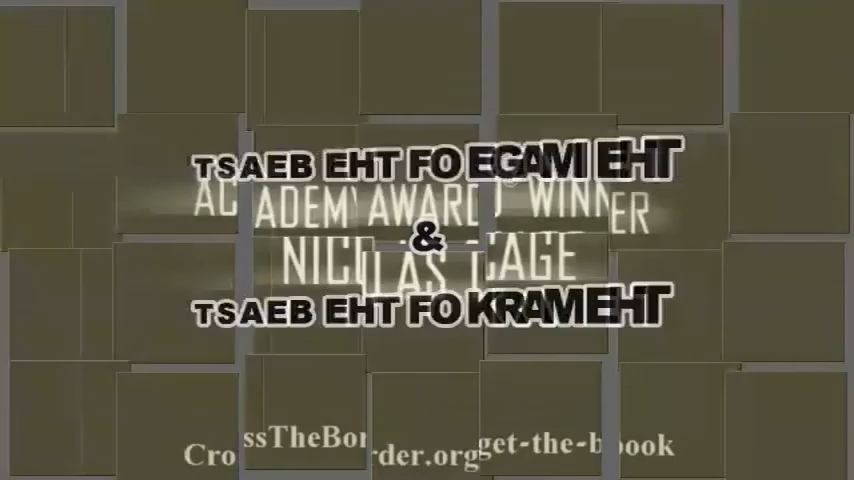 TSAEB EHT FO EGAMI EHT
ACADEMY AWARD WINNER
&
NICOLAS CAGE
TSAEB EHT FO KRAM EHT
CrossTheBorder.org get-the-book